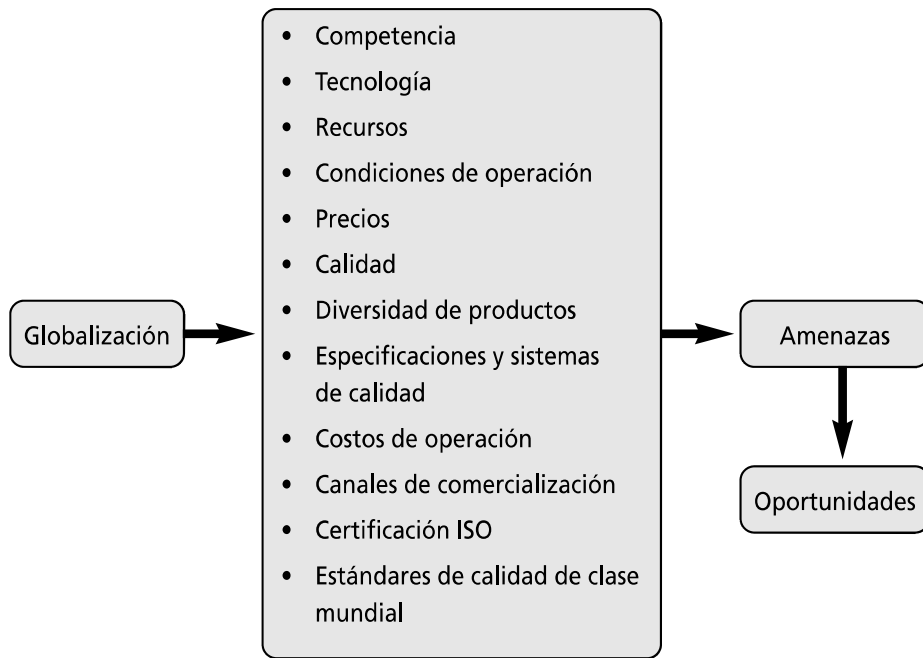 • Competencia
• Tecnología
• Recursos
• Condiciones de operación
• Precios
• Calidad
Globalización
• Diversidad de productos
• Especificaciones y sistemas
de calidad
• Costos de operación
• Canales de comercialización
• Certificación ISO
• Estándares de calidad de clase
mundial
Amenazas
Oportunidades